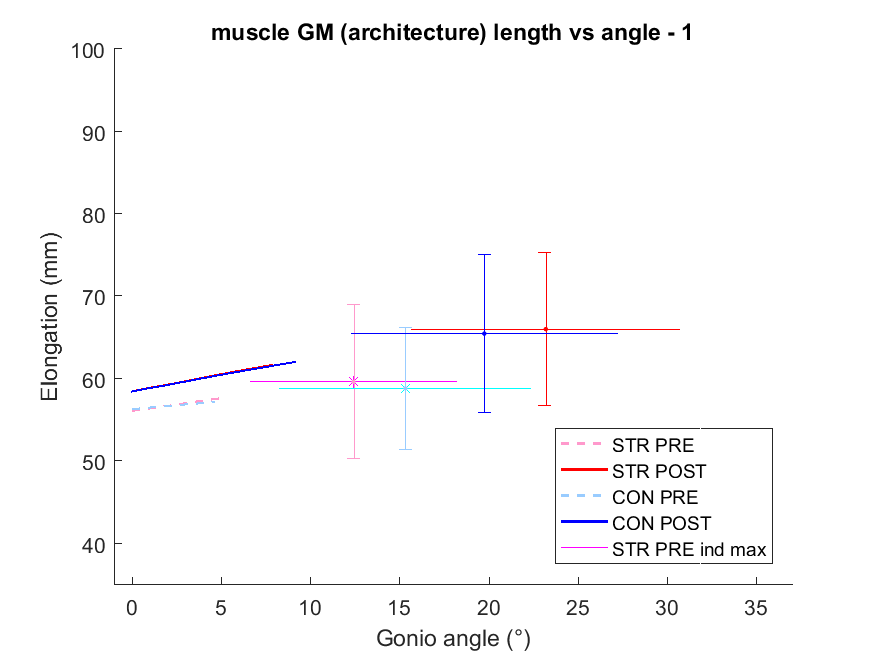 muscle GM (architecture) length vs angle - 1
100
90
80
70
60
50
40
Elongation (mm)
0 5 10 15 20 25 30 35
Gonio angle (°)
STR PRE
STR POST
CON PRE
CON POST
STR PRE ind max